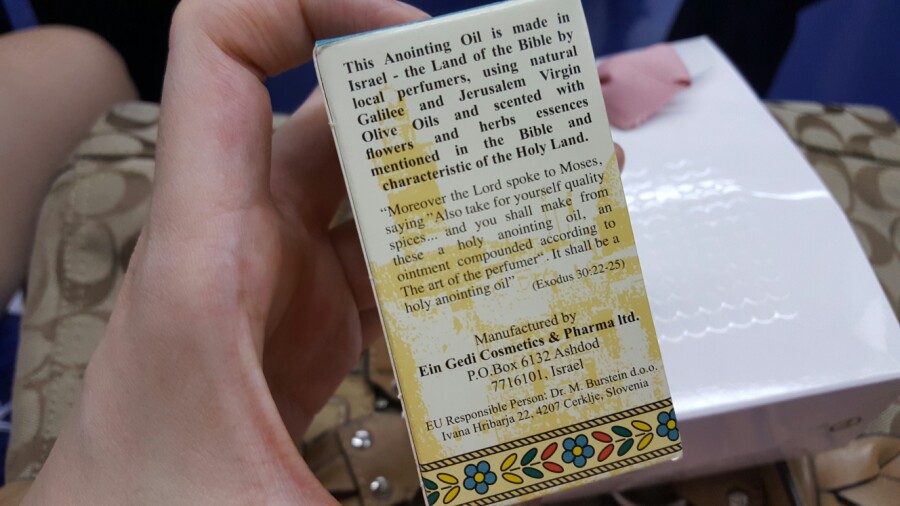 This Anointing Oil is made in
Israel - the Land of the Bible by
local perfumers, using natural
Galilee and Jerusalem Virgin
Olive Oils and scented with
flowers and herbs essences
mentioned in the Bible and
characteristic of the Holy Land.
“Moreover the Lord spoke to Moses,
saying "Also take for yourself quality
spices... and you shall make from
these a holy anointing oil, an
ointment compounded according to
The art of the perfumer“. It shall be a
holy anointing oil” (Exodus 30:22-25)
Manufactured by
Ein Gedi Cosmetics & Pharma ltd.
P.O.Box 6132 Ashdod
7716101, Israel
EU Responsible Person: Dr. M. Burstein d.o.o.
Ivana Hribarja 22, 4207 Cerklje, Slovenia